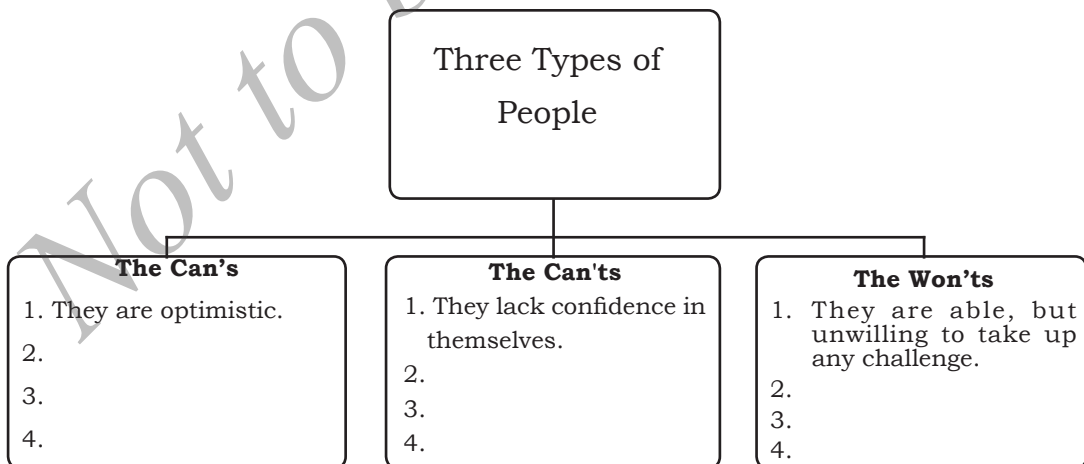 Three Types of
People
Not to
The Can’s
1. They are optimistic.
2.
3.
4.
The Can'ts
1. They lack confidence in
themselves.
2.
3.
4.
The Won’ts
1. They are able, but
unwilling to take up
any challenge.
2.
3.
4.